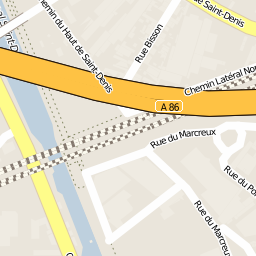 Chemin du Haut de Saint-Denis
Saint-Denis
Rue Bisson
Chemin Latéral Nor
A 86
Rue du Marcreux
Rue du Marcreux